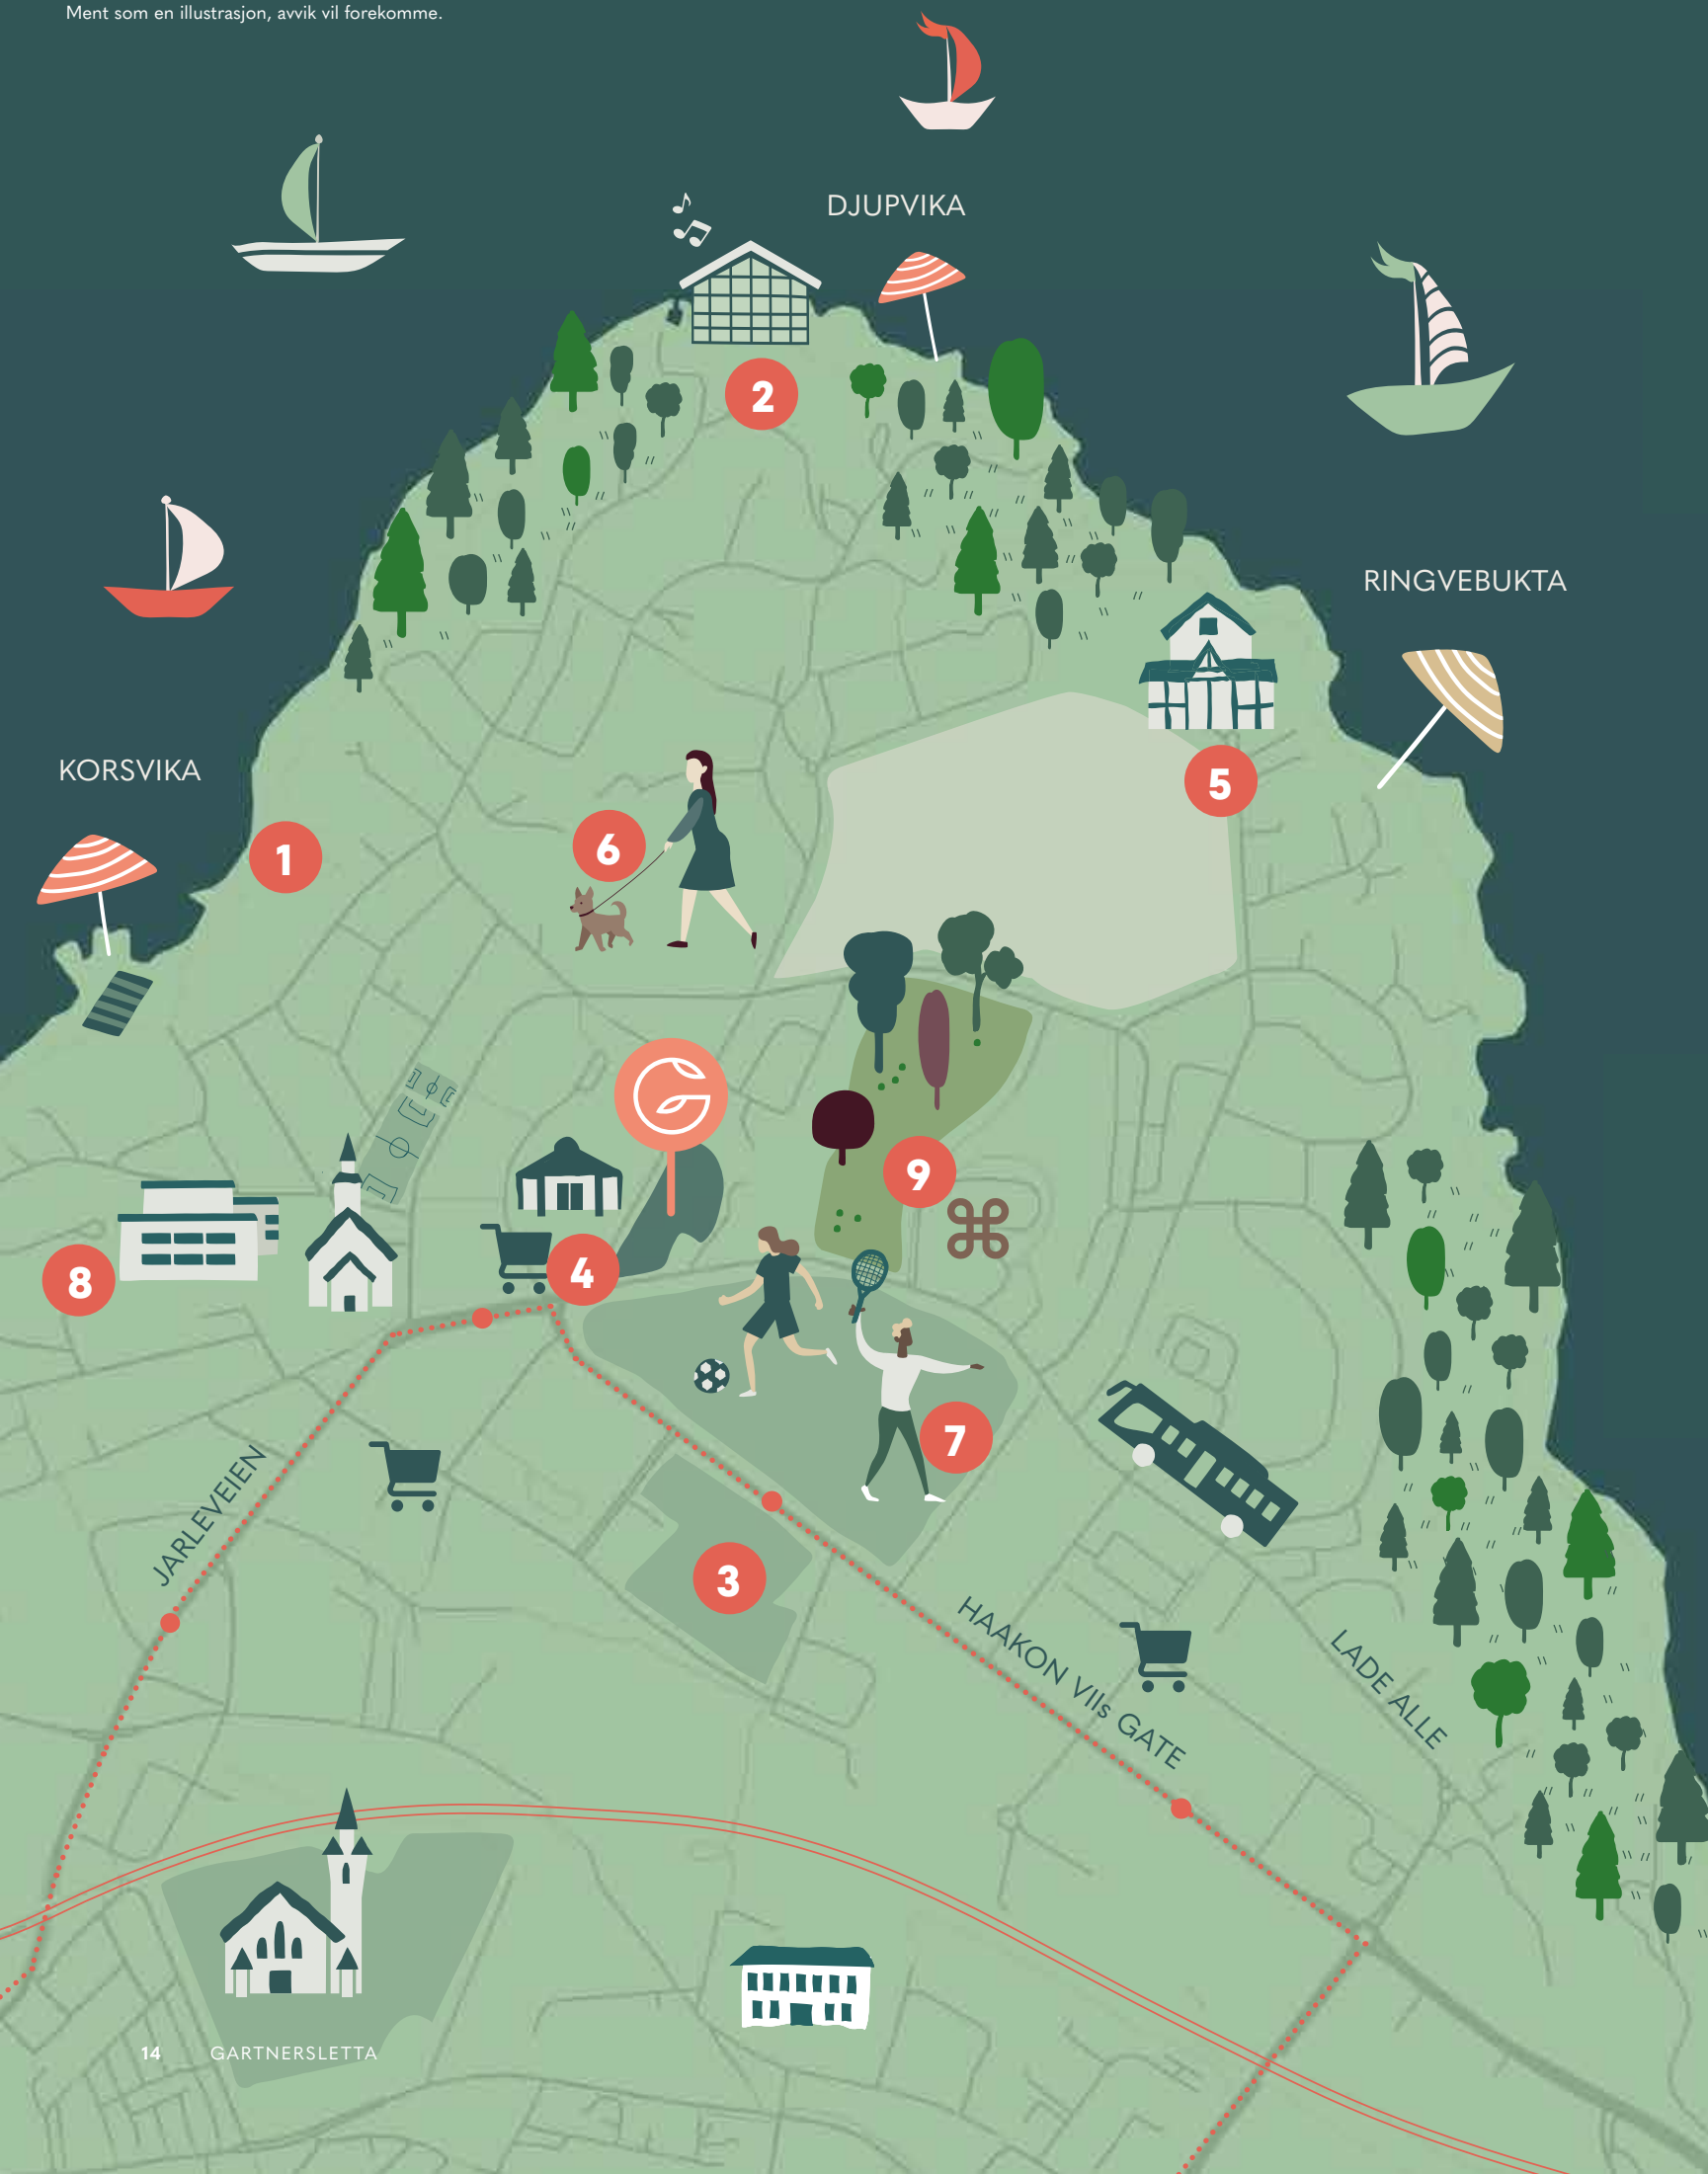 Ment som en illustrasjon, avvik vil forekomme.
DJUPVIKA
2
RINGVEBUKTA
KORSVIKA
5
1
6
9
8
4
7
JARLEVEIEN
3
HAAKON VIIs GATE
LADE ALLE
14 GARTNERSLETTA